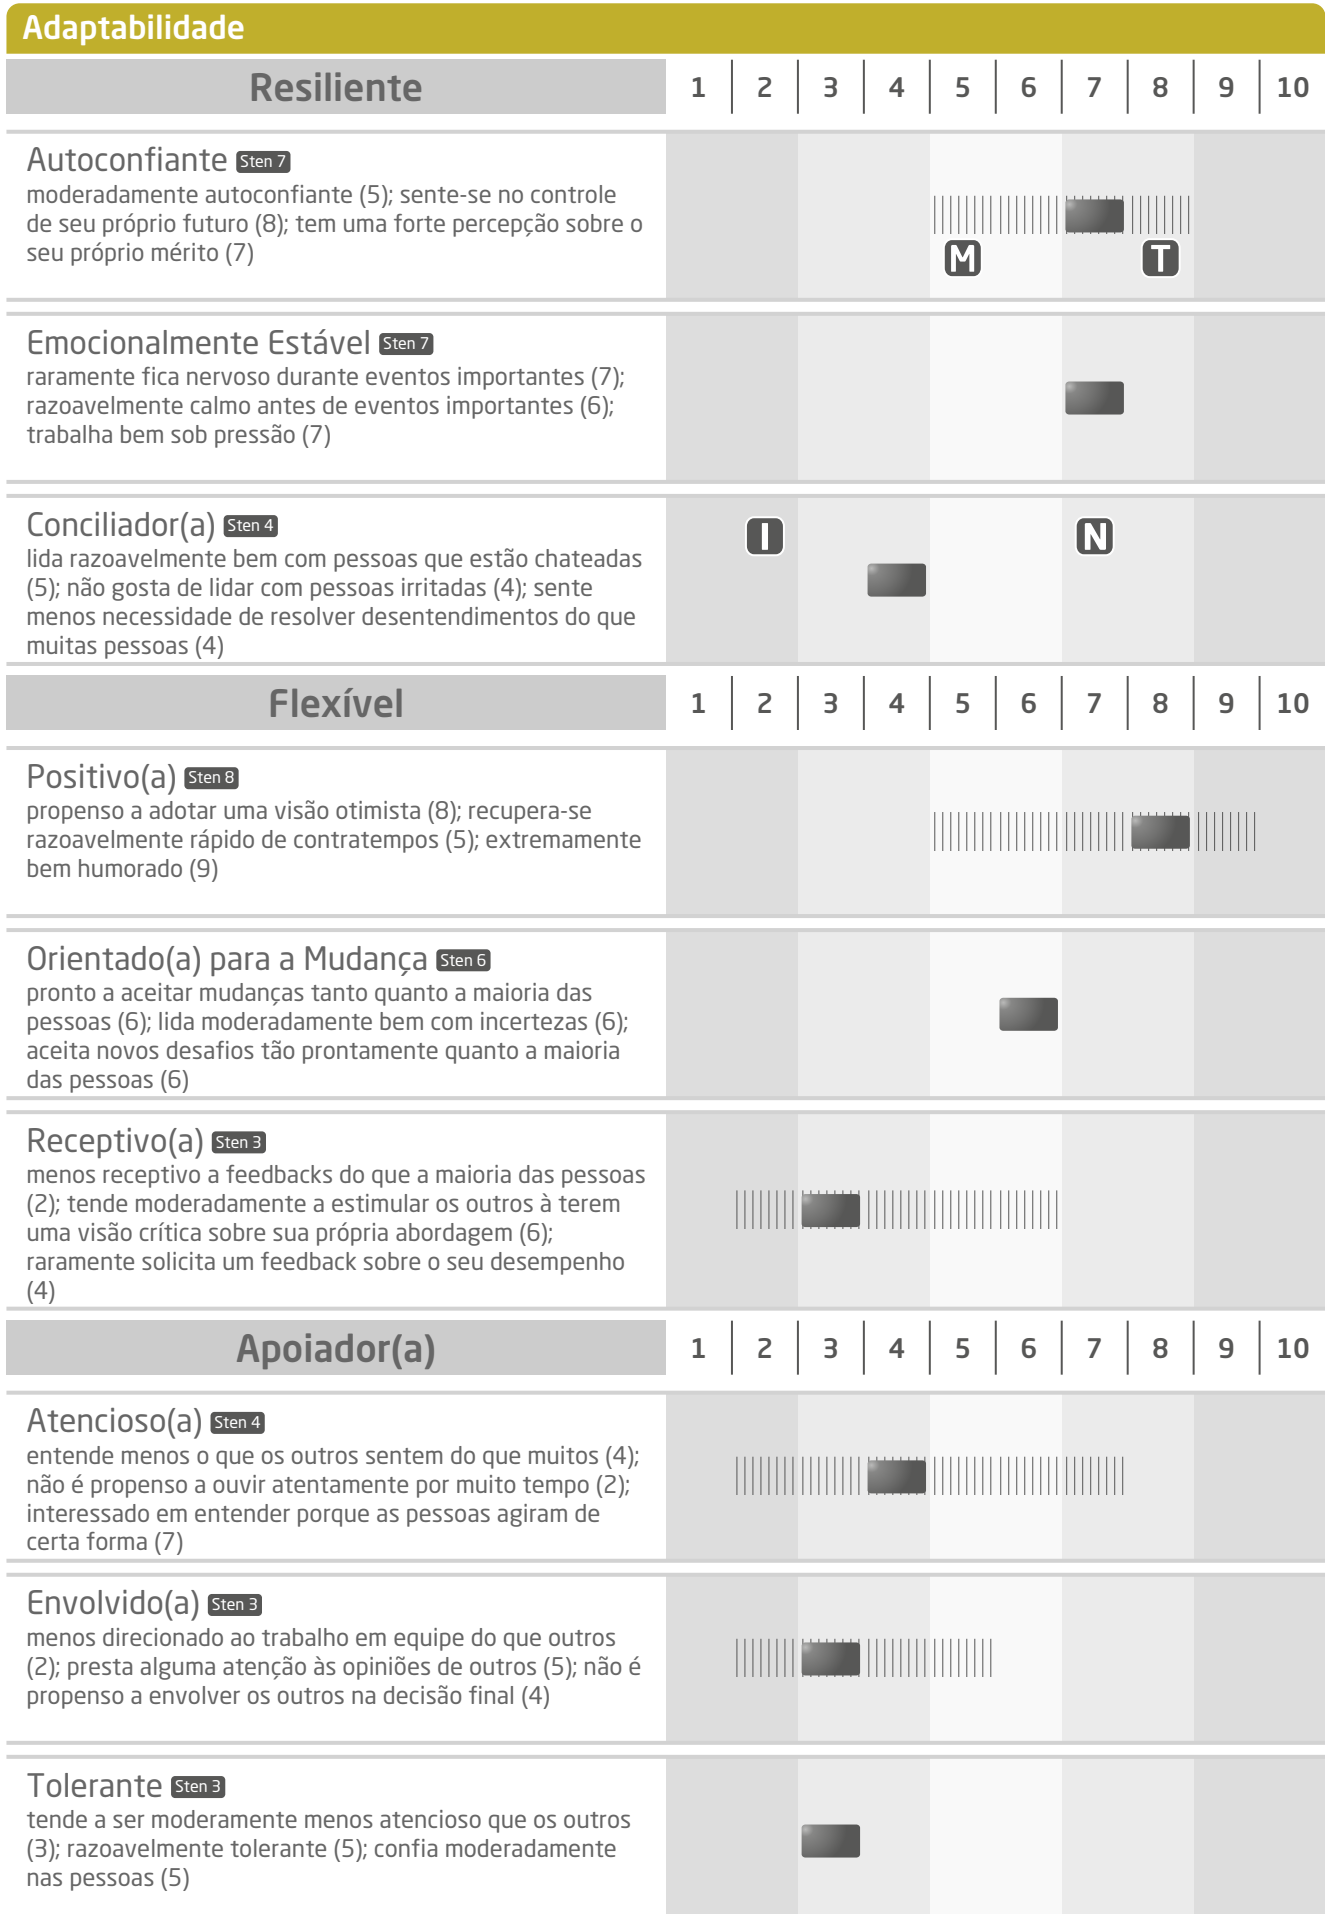 Adaptabilidade
Resiliente 1 2 3 4 5 6 7 8 9 10
Autoconfiante Sten 7
moderadamente autoconfiante (5); sente-se no controle
de seu próprio futuro (8); tem uma forte percepção sobre o
seu próprio mérito (7)
M T
Emocionalmente Estável Sten 7
raramente fica nervoso durante eventos importantes (7);
razoavelmente calmo antes de eventos importantes (6);
trabalha bem sob pressão (7)
Conciliador(a) Sten 4
I N
lida razoavelmente bem com pessoas que estão chateadas
(5); não gosta de lidar com pessoas irritadas (4); sente
menos necessidade de resolver desentendimentos do que
muitas pessoas (4)
Flexível 1 2 3 4 5 6 7 8 9 10
Positivo(a) Sten 8
propenso a adotar uma visão otimista (8); recupera-se
razoavelmente rápido de contratempos (5); extremamente
bem humorado (9)
Orientado(a) para a Mudança Sten 6
pronto a aceitar mudanças tanto quanto a maioria das
pessoas (6); lida moderadamente bem com incertezas (6);
aceita novos desafios tão prontamente quanto a maioria
das pessoas (6)
Receptivo(a) Sten 3
menos receptivo a feedbacks do que a maioria das pessoas
(2); tende moderadamente a estimular os outros à terem
uma visão crítica sobre sua própria abordagem (6);
raramente solicita um feedback sobre o seu desempenho
(4)
Apoiador(a) 1 2 3 4 5 6 7 8 9 10
Atencioso(a) Sten 4
entende menos o que os outros sentem do que muitos (4);
não é propenso a ouvir atentamente por muito tempo (2);
interessado em entender porque as pessoas agiram de
certa forma (7)
Envolvido(a) Sten 3
menos direcionado ao trabalho em equipe do que outros
(2); presta alguma atenção às opiniões de outros (5); não é
propenso a envolver os outros na decisão final (4)
Tolerante Sten 3
tende a ser moderamente menos atencioso que os outros
(3); razoavelmente tolerante (5); confia moderadamente
nas pessoas (5)